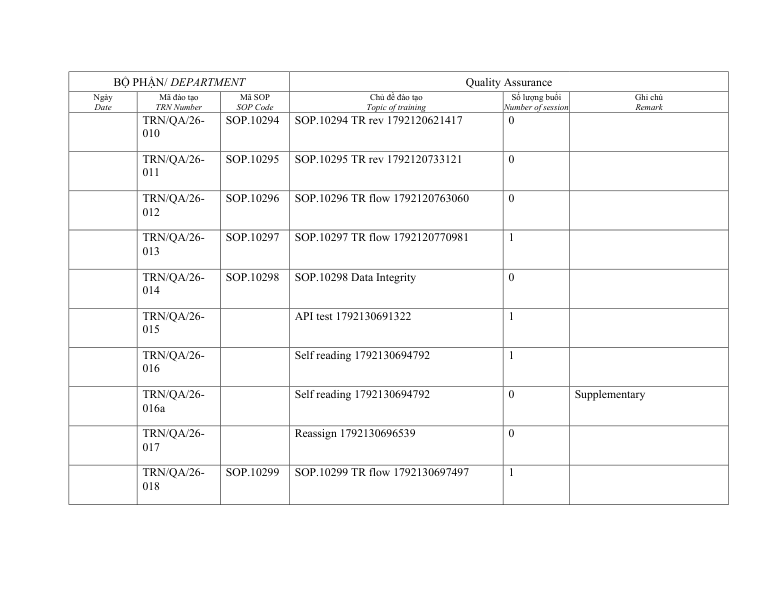 BỘ PHẬN/ DEPARTMENT Quality Assurance
Ngày Mã đào tạo Mã SOP Chủ đề đào tạo Số lượng buổi Ghi chú
Date TRN Number SOP Code Topic of training Number of session Remark
TRN/QA/26- SOP.10294 SOP.10294 TR rev 1792120621417 0
010
TRN/QA/26- SOP.10295 SOP.10295 TR rev 1792120733121 0
011
TRN/QA/26- SOP.10296 SOP.10296 TR flow 1792120763060 0
012
TRN/QA/26- SOP.10297 SOP.10297 TR flow 1792120770981 1
013
TRN/QA/26- SOP.10298 SOP.10298 Data Integrity 0
014
TRN/QA/26- API test 1792130691322 1
015
TRN/QA/26- Self reading 1792130694792 1
016
TRN/QA/26- Self reading 1792130694792 0 Supplementary
016a
TRN/QA/26- Reassign 1792130696539 0
017
TRN/QA/26- SOP.10299 SOP.10299 TR flow 1792130697497 1
018